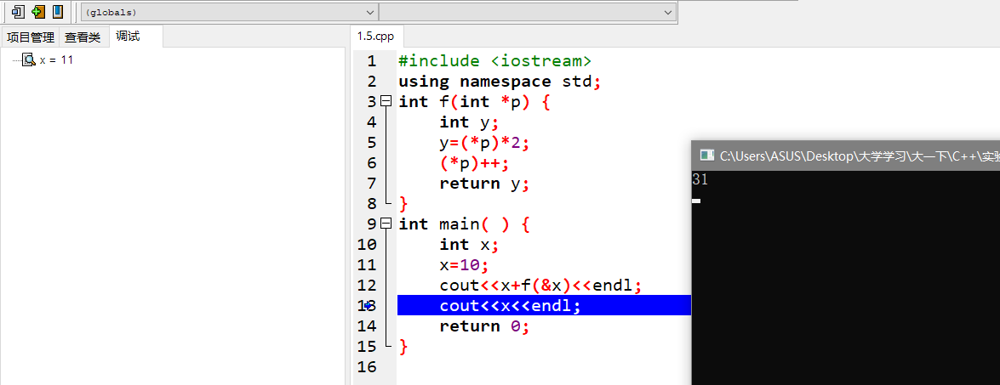 (globals)
项目管理 查看类 调试
x = 11
1.5.cpp
1 #include <iostream>
2 using namespace std;
3 int f(int *p) {
4 int y;
5 y=(*p)*2;
6 (*p)++;
7 return y;
8 }
9 int main( ) {
10 int x;
11 x=10;
12 cout<<x+f(&x)<<endl;
13 cout<<x<<endl;
14 return 0;
15 }
16
C:\Users\ASUS\Desktop\大学学习\大一下\C++\实验
31